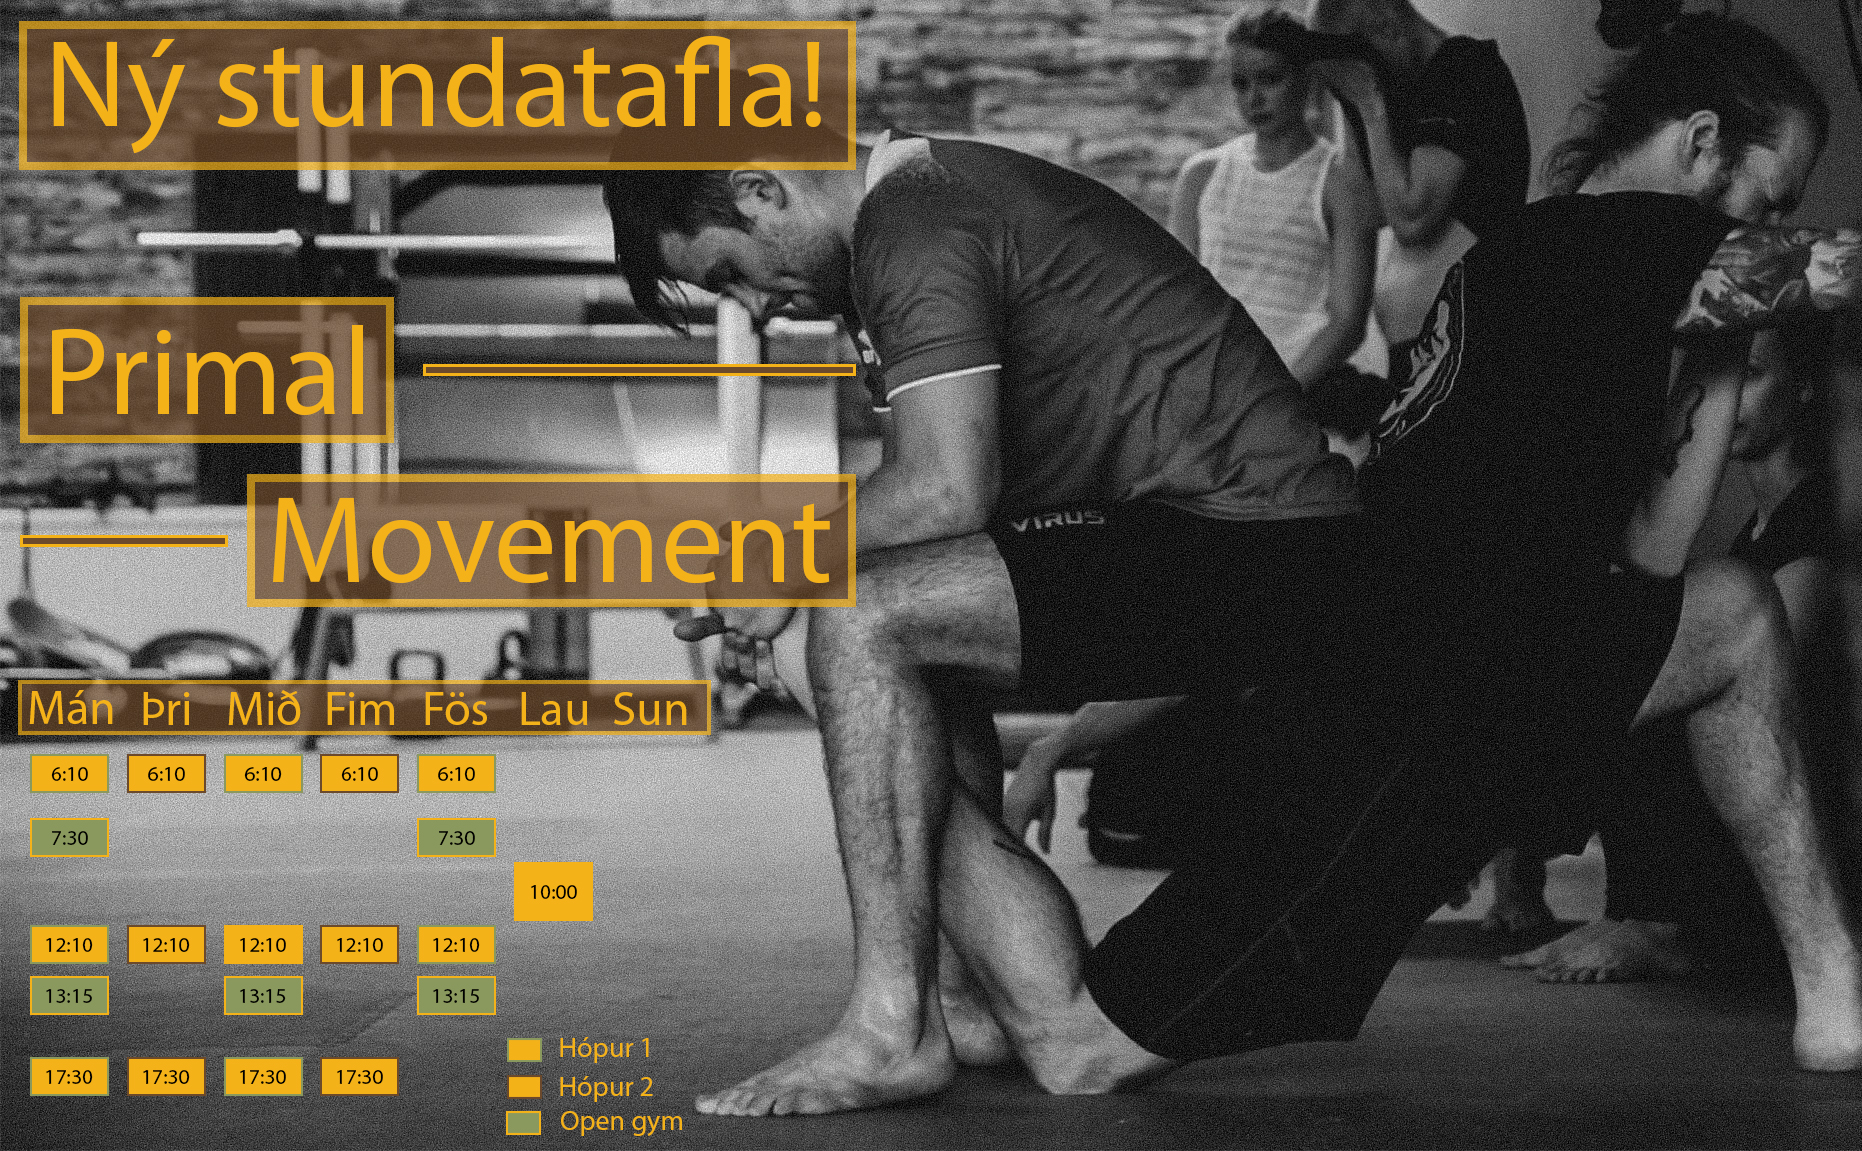 Ný stundatafla!
Primal
Movement
VIRUS
Mán Þri Mið Fim Fös Lau Sun
6:10 6:10 6:10 6:10 6:10
7:30 7:30
10:00
12:10 12:10 12:10 12:10 12:10
13:15 13:15 13:15
17:30 17:30 17:30 17:30
Hópur 1
Hópur 2
Open gym